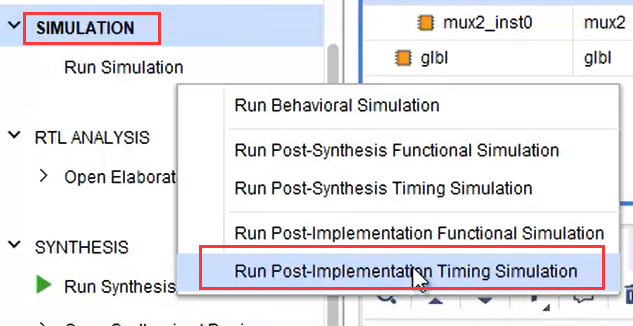 SIMULATION
Run Simulation
RTL ANALYSIS
Open Elaborat
SYNTHESIS
Run Synthesis
mux2_inst0 mux2
glbl glbl
Run Behavioral Simulation
Run Post-Synthesis Functional Simulation
Run Post-Synthesis Timing Simulation
Run Post-Implementation Functional Simulation
Run Post-Implementation Timing Simulation